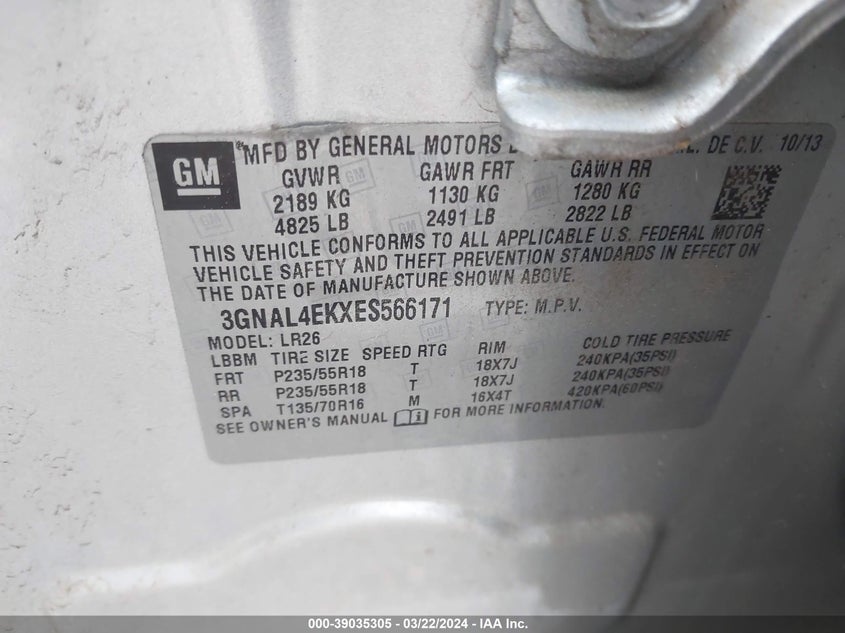 GM ® MFD BY GENERAL MOTORS DE C.V. 10/13
GVWR GAWR FRT GAWR RR
2189 KG 1130 KG 1280 KG
4825 LB 2491 LB 2822 LB
THIS VEHICLE CONFORMS TO ALL APPLICABLE U.S. FEDERAL MOTOR
VEHICLE SAFETY AND THEFT PREVENTION STANDARDS IN EFFECT ON
THE DATE OF MANUFACTURE SHOWN ABOVE.
3GNAL4EKXES566171 TYPE: M.P.V.
MODEL: LR26
LBBM TIRE SIZE SPEED RTG RIM COLD TIRE PRESSURE
FRT P235/55R18 T 18X7J 240KPA(35PSI)
RR P235/55R18 T 18X7J 240KPA(35PSI)
SPA T135/70R16 M 16X4T 420KPA(60PSI)
SEE OWNER'S MANUAL FOR MORE INFORMATION.
000-39035305 - 03/22/2024 - IAA Inc.